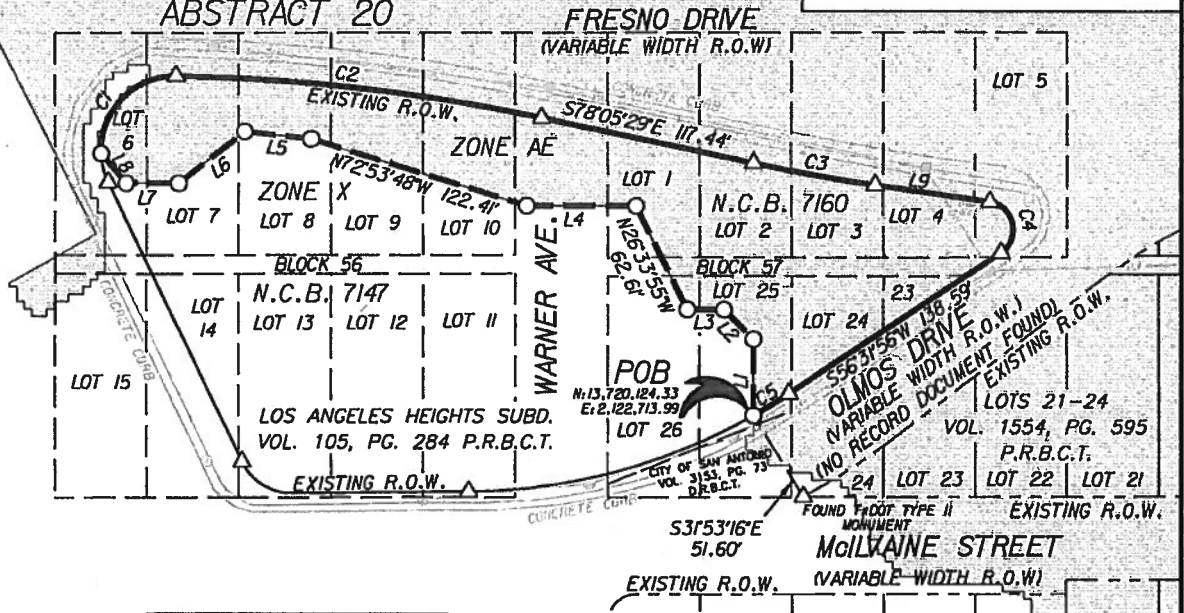 ABSTRACT 20
FRESNO DRIVE
(VARIABLE WIDTH R.O.W)
LOT 5
C2
EXISTING R.O.W.
S78°05'29"E 117.44'
C1
LOT
6
ZONE AE
L5
L6
N72°53'48"W 122.41'
C3
L9
L8
L7
ZONE X
LOT 1
LOT 7
LOT 8
LOT 9
LOT 10
L4
N.C.B. 7160
LOT 4
LOT 2
LOT 3
C4
N26°33'55"W
62.61'
BLOCK 56
BLOCK 57
LOT
14
N.C.B. 7147
LOT 13
LOT 12
LOT 11
WARNER AVE.
LOT 25
23
L3
L2
LOT 24
S56°31'56"W 138.59'
OLMOS DRIVE
(VARIABLE WIDTH R.O.W.)
(NO RECORD DOCUMENT FOUND)
EXISTING R.O.W.
CONCRETE CURB
LOT 15
POB
N:13,720,124.33
E:2,122,713.99
L1
C5
LOT 26
LOS ANGELES HEIGHTS SUBD.
VOL. 105, PG. 284 P.R.B.C.T.
LOTS 21-24
VOL. 1554, PG. 595
P.R.B.C.T.
CITY OF SAN ANTONIO
VOL. 3153, PG. 73
D.R.B.C.T.
EXISTING R.O.W.
24
LOT 23
LOT 22
LOT 21
CONCRETE CURB
FOUND TxDOT TYPE II
MONUMENT
EXISTING R.O.W.
S31°53'16"E
51.60'
McILVAINE STREET
(VARIABLE WIDTH R.O.W)
EXISTING R.O.W.